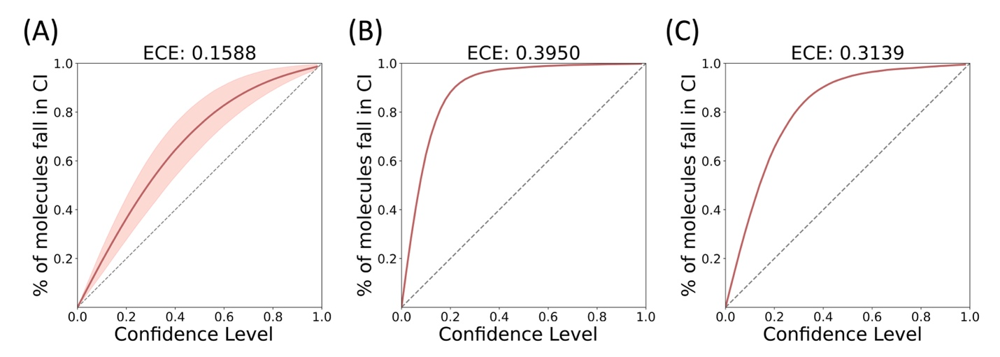 (A)
ECE: 0.1588
% of molecules fall in CI
1.0
0.8
0.6
0.4
0.2
0.0 0.2 0.4 0.6 0.8 1.0
Confidence Level
(B)
ECE: 0.3950
% of molecules fall in CI
1.0
0.8
0.6
0.4
0.2
0.0 0.2 0.4 0.6 0.8 1.0
Confidence Level
(C)
ECE: 0.3139
% of molecules fall in CI
1.0
0.8
0.6
0.4
0.2
0.0 0.2 0.4 0.6 0.8 1.0
Confidence Level